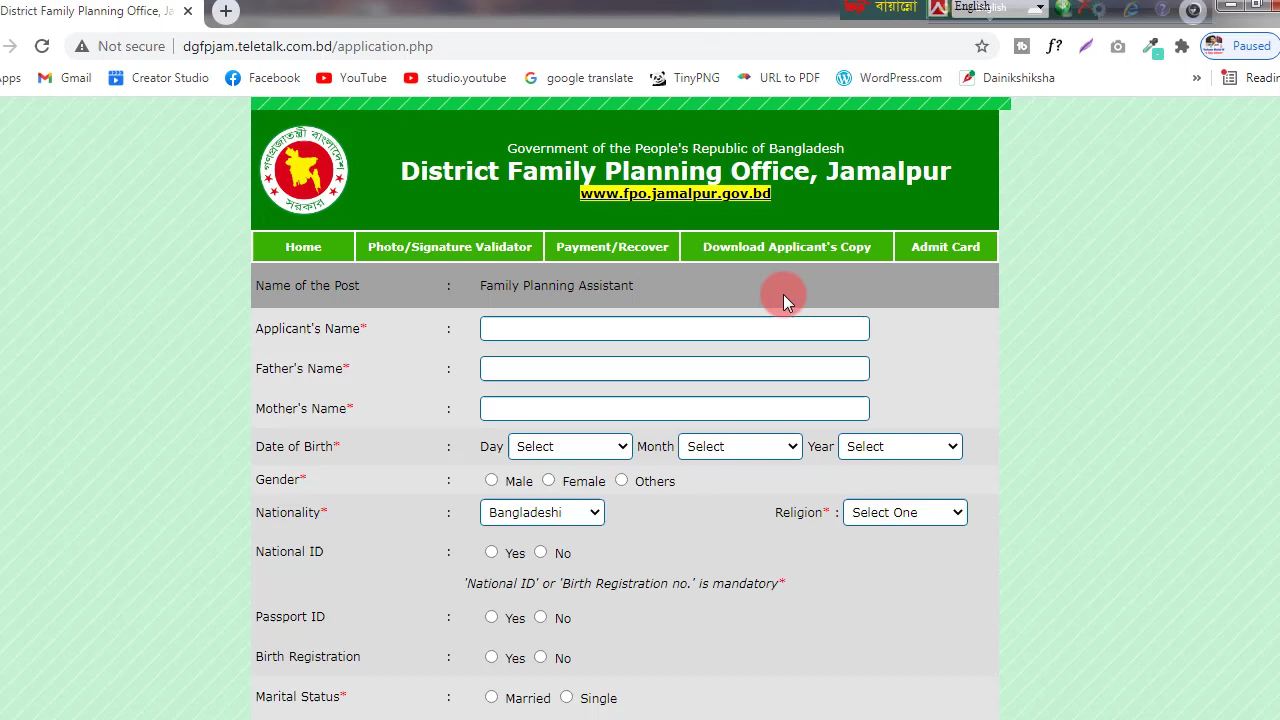 District Family Planning Office, Ja
English
Not secure
dgfpjam.teletalk.com.bd/application.php
f?
Paused
pps
Gmail
Creator Studio
Facebook
YouTube
studio.youtube
google translate
TinyPNG
URL to PDF
WordPress.com
Dainikshiksha
»
Readin
গণপ্রজাতন্ত্রী বাংলাদেশ
সরকার
Government of the People's Republic of Bangladesh
District Family Planning Office, Jamalpur
www.fpo.jamalpur.gov.bd
Home
Photo/Signature Validator
Payment/Recover
Download Applicant's Copy
Admit Card
Name of the Post : Family Planning Assistant
Applicant's Name* :
Father's Name* :
Mother's Name* :
Date of Birth* : Day Select Month Select Year Select
Gender* : Male Female Others
Nationality* : Bangladeshi Religion* : Select One
National ID : Yes No
'National ID' or 'Birth Registration no.' is mandatory*
Passport ID : Yes No
Birth Registration : Yes No
Marital Status* : Married Single